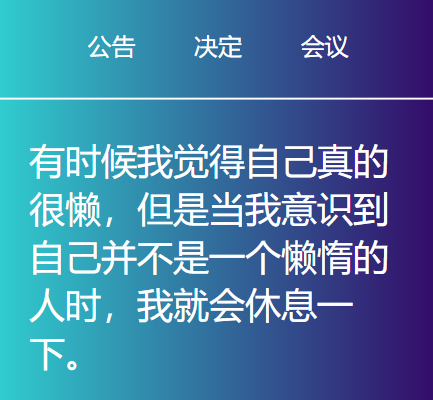 公告 决定 会议
有时候我觉得自己真的
很懒，但是当我意识到
自己并不是一个懒惰的
人时，我就会休息一
下。